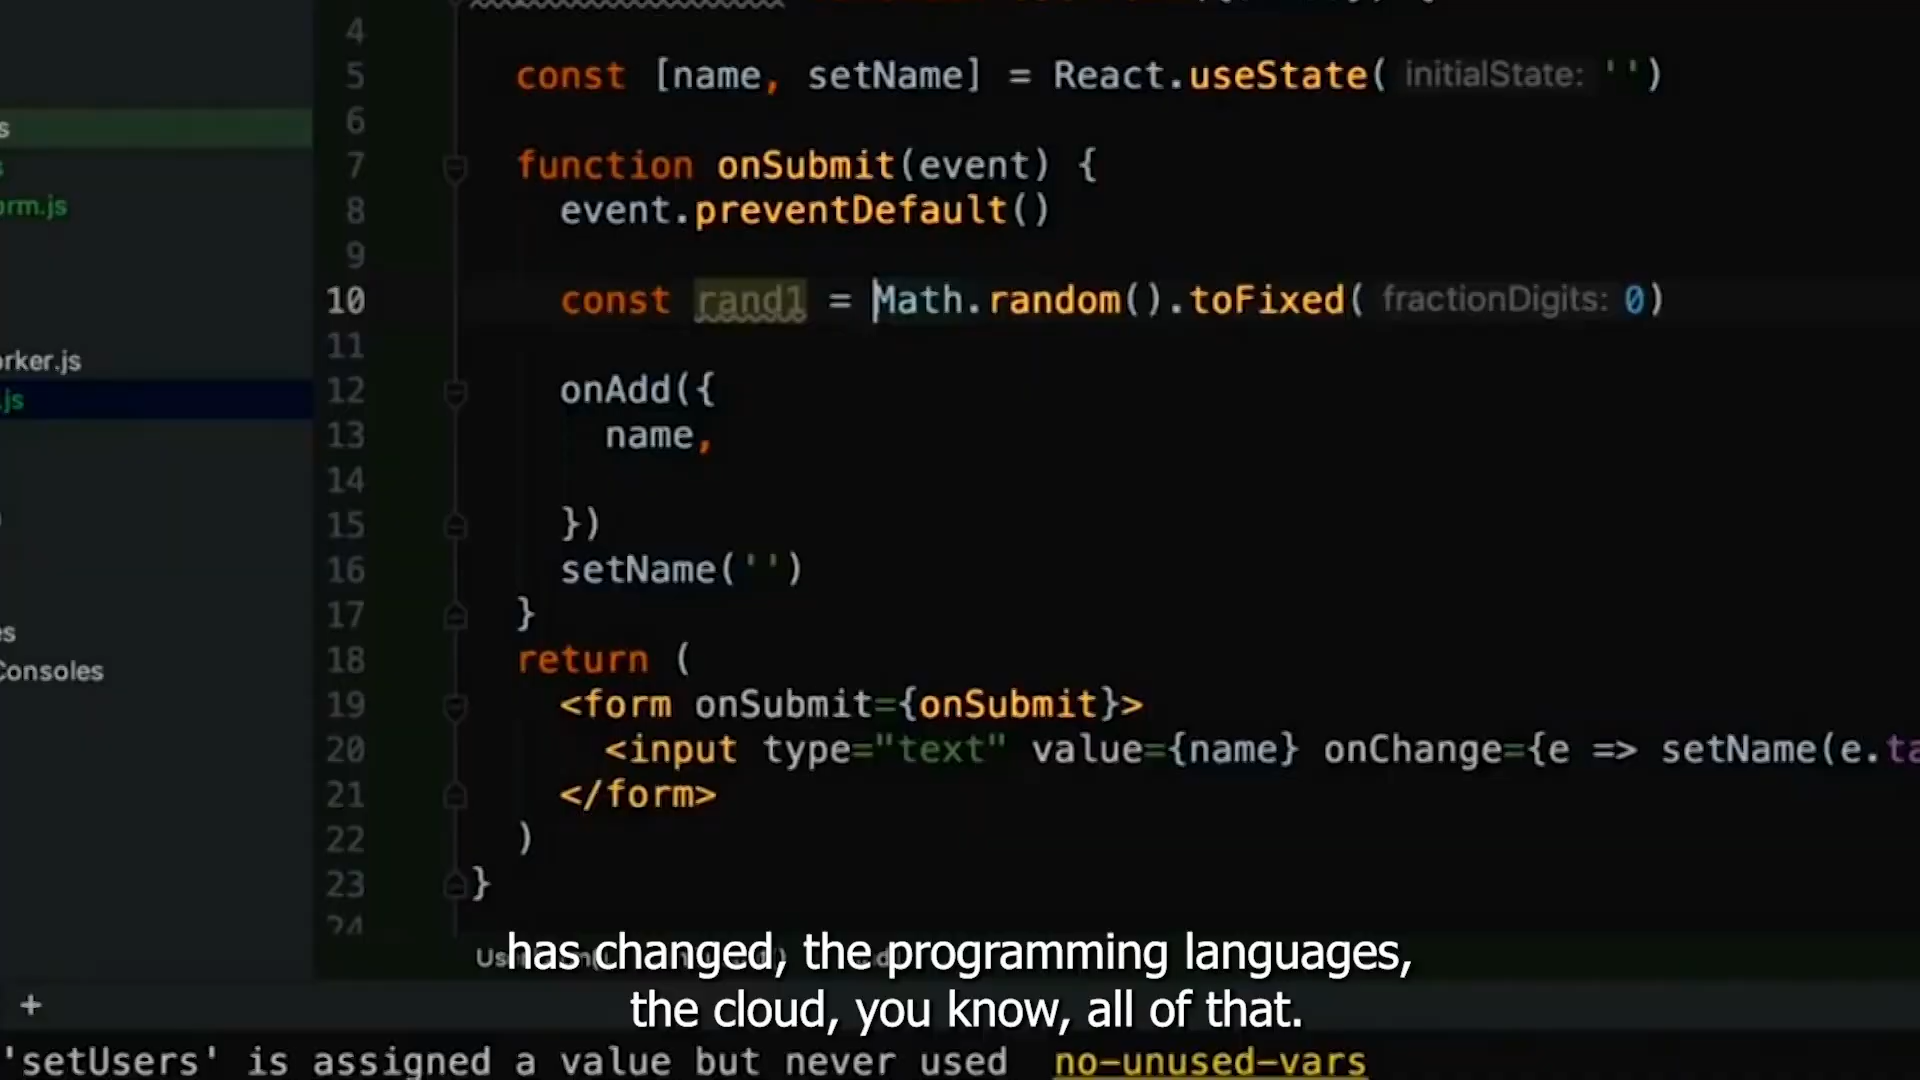 4
5 const [name, setName] = React.useState( initialState: '')
6
7 function onSubmit(event) {
8 event.preventDefault()
9
10 const rand1 = Math.random().toFixed( fractionDigits: 0)
11
12 onAdd({
13 name,
14
15 })
16 setName('')
17 }
18 return (
19 <form onSubmit={onSubmit}>
20 <input type="text" value={name} onChange={e => setName(e.ta
21 </form>
22 )
23 }
24
s
orm.js
orker.js
.js
es
Consoles
has changed, the programming languages,
the cloud, you know, all of that.
+
'setUsers' is assigned a value but never used no-unused-vars